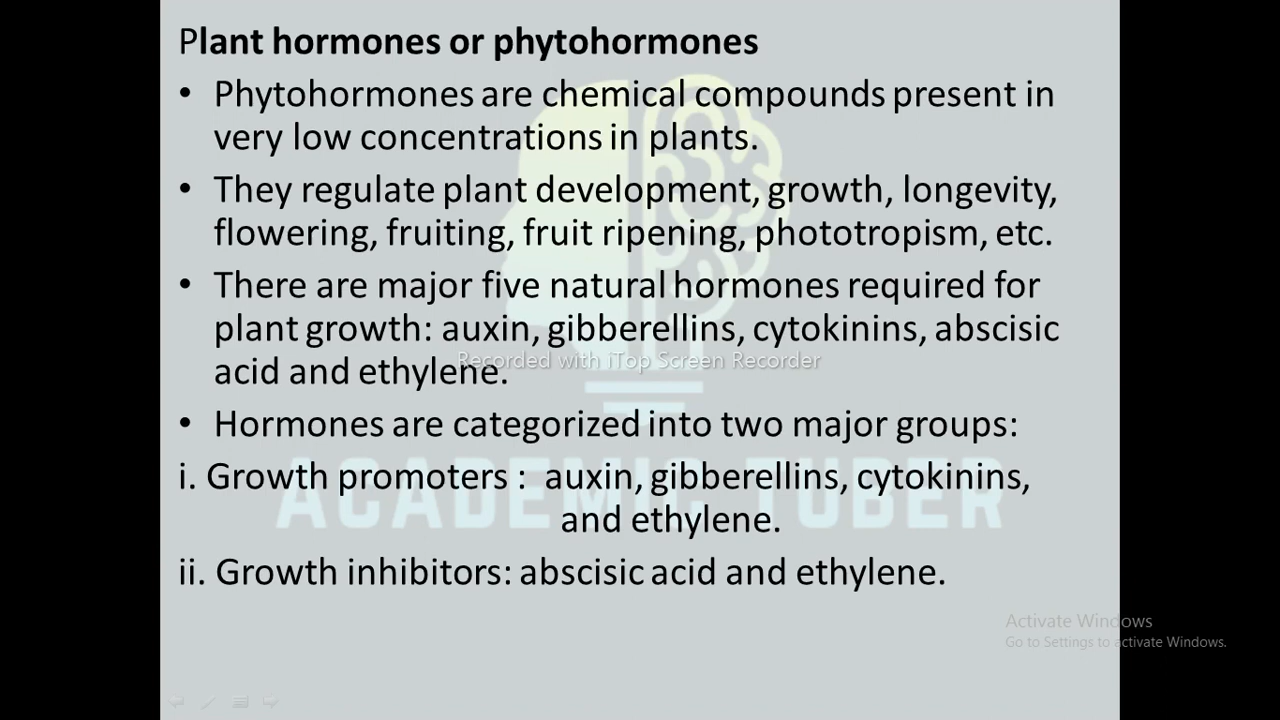 Plant hormones or phytohormones
• Phytohormones are chemical compounds present in
very low concentrations in plants.
• They regulate plant development, growth, longevity,
flowering, fruiting, fruit ripening, phototropism, etc.
• There are major five natural hormones required for
plant growth: auxin, gibberellins, cytokinins, abscisic
Recorded with iTop Screen Recorder
acid and ethylene.
• Hormones are categorized into two major groups:
i. Growth promoters : auxin, gibberellins, cytokinins,
ACADEMIC TUBER
and ethylene.
ii. Growth inhibitors: abscisic acid and ethylene.
Activate Windows
Go to Settings to activate Windows.